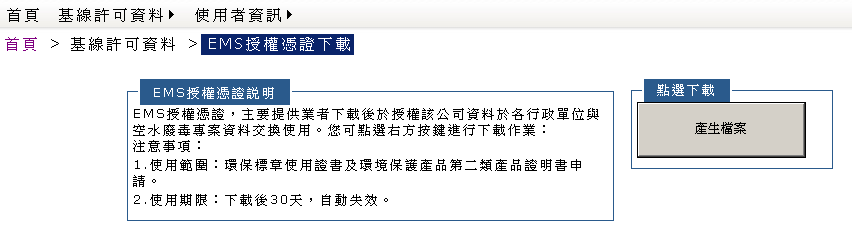 首頁 基線許可資料 使用者資訊
首頁 > 基線許可資料 > EMS授權憑證下載
EMS授權憑證說明
EMS授權憑證，主要提供業者下載後於授權該公司資料於各行政單位與
空水廢毒專案資料交換使用。您可點選右方按鍵進行下載作業：
注意事項：
1.使用範圍：環保標章使用證書及環境保護產品第二類產品證明書申
請。
2.使用期限：下載後30天，自動失效。
點選下載
產生檔案